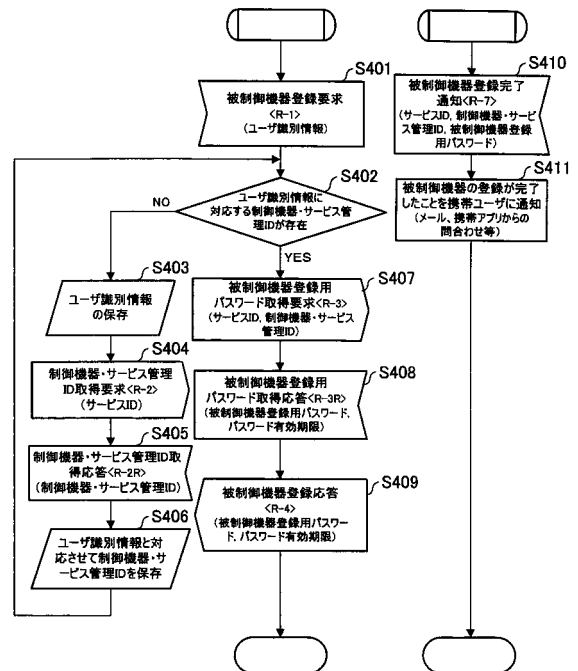 S401
被制御機器登録要求
<R-1>
(ユーザ識別情報)
S402
ユーザ識別情報に
対応する制御機器・サービス管
理IDが存在
NO
YES
S403
ユーザ識別情報
の保存
S404
制御機器・サービス管理
ID取得要求<R-2>
(サービスID)
S405
制御機器・サービス管理ID取
得応答<R-2R>
(制御機器・サービス管理ID)
S406
ユーザ識別情報と対
応させて制御機器・サ
ービス管理IDを保存
S407
被制御機器登録用
パスワード取得要求<R-3>
(サービスID, 制御機器・サービス
管理ID)
S408
被制御機器登録用
パスワード取得応答<R-3R>
(被制御機器登録用パスワード,
パスワード有効期限)
S409
被制御機器登録応答
<R-4>
(被制御機器登録用パスワー
ド, パスワード有効期限)
S410
被制御機器登録完了
通知<R-7>
(サービスID, 制御機器・サービ
ス管理ID, 被制御機器登録
用パスワード)
S411
被制御機器の登録が完了
したことを携帯ユーザに通知
(メール、携帯アプリからの
問合わせ等)